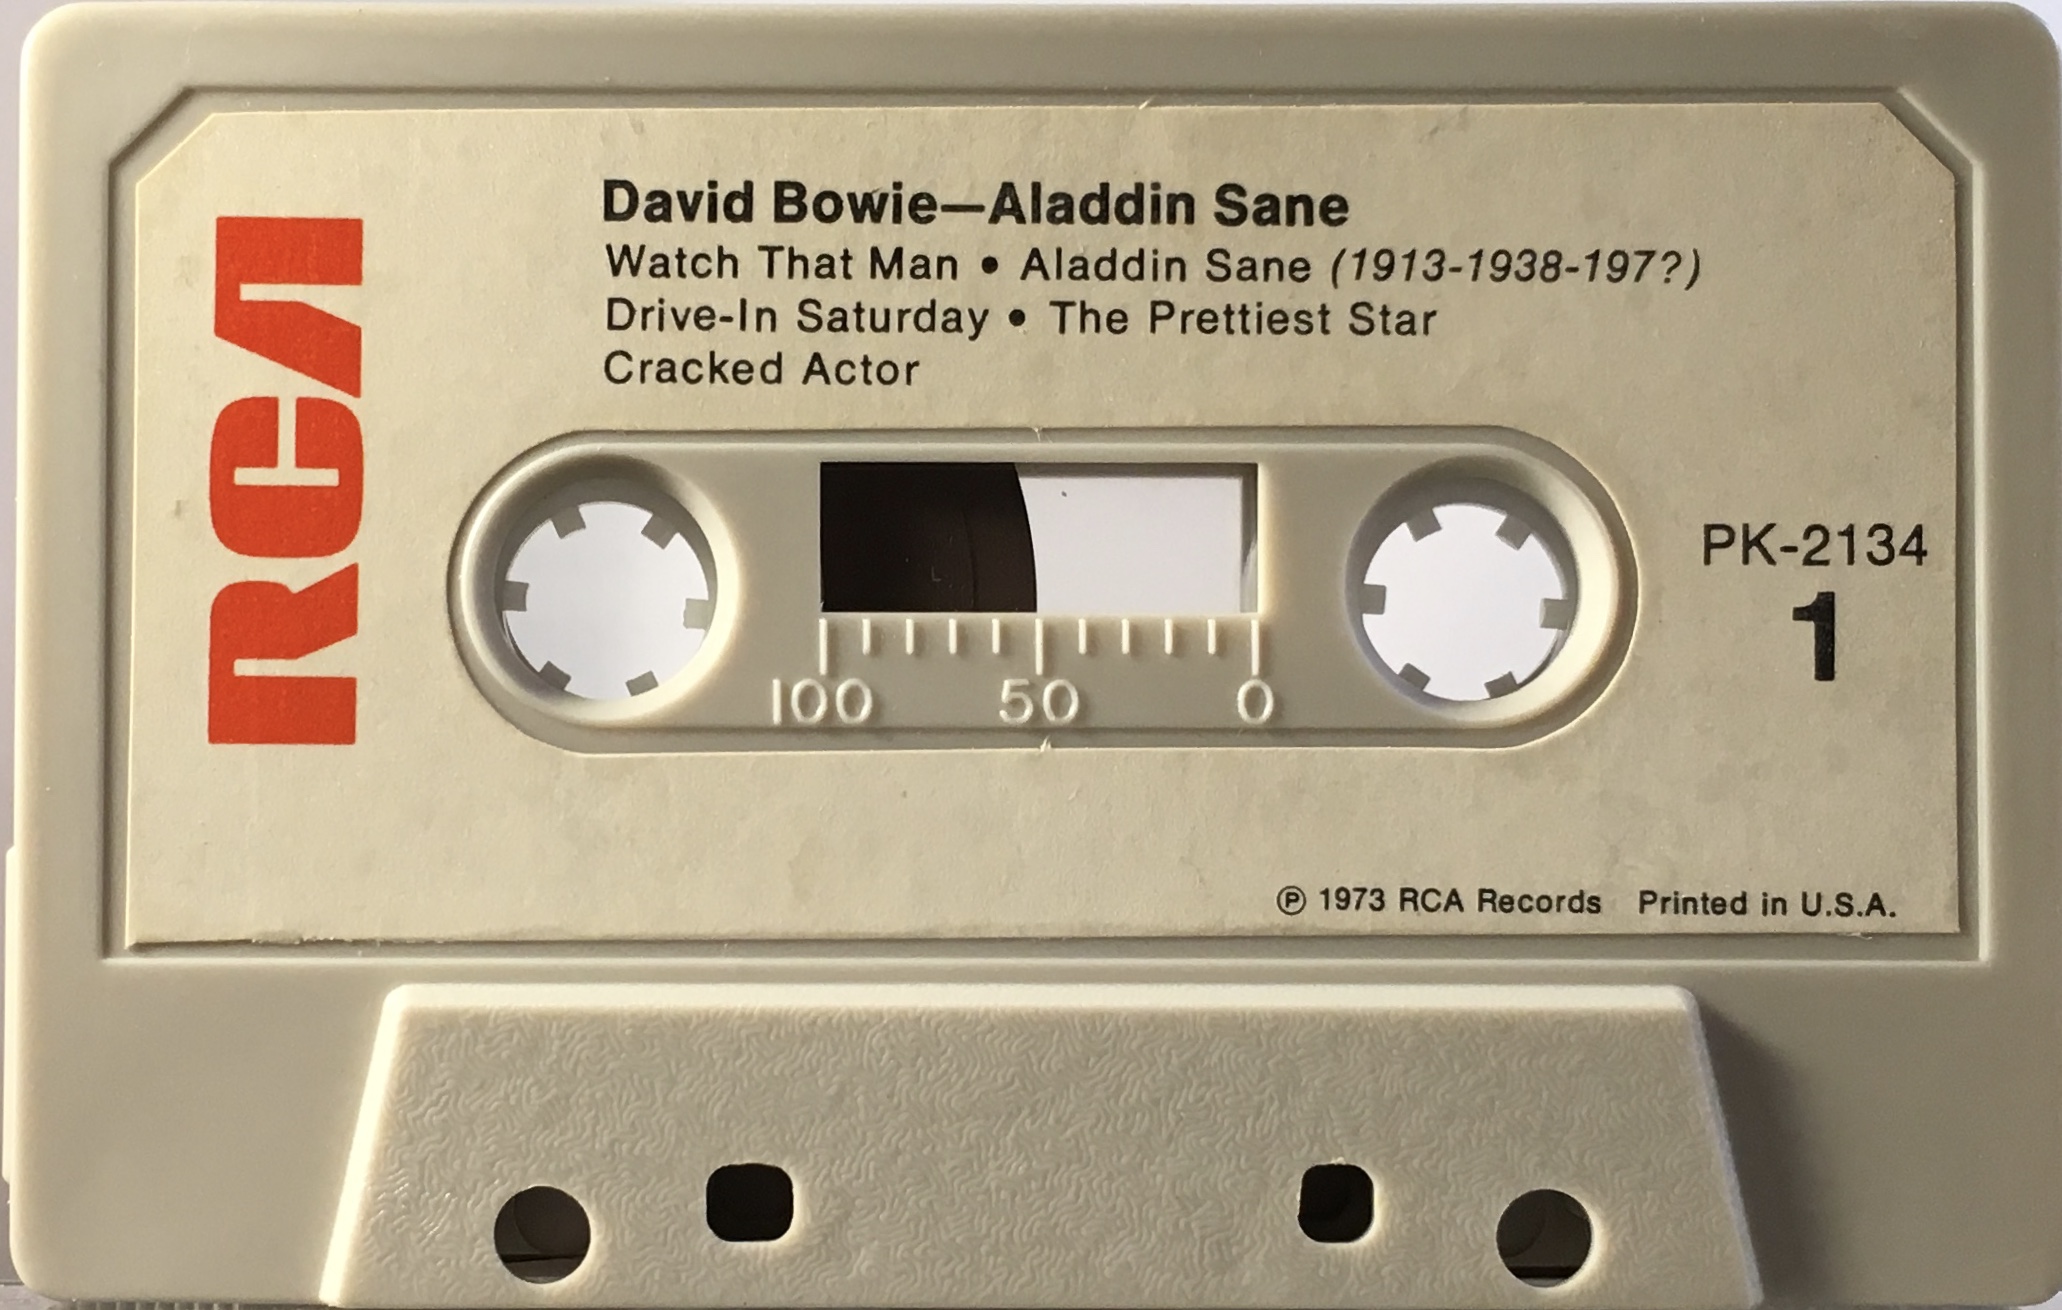 RCA
David Bowie—Aladdin Sane
Watch That Man • Aladdin Sane (1913-1938-197?)
Drive-In Saturday • The Prettiest Star
Cracked Actor
PK-2134
1
100 50 0
℗ 1973 RCA Records Printed in U.S.A.